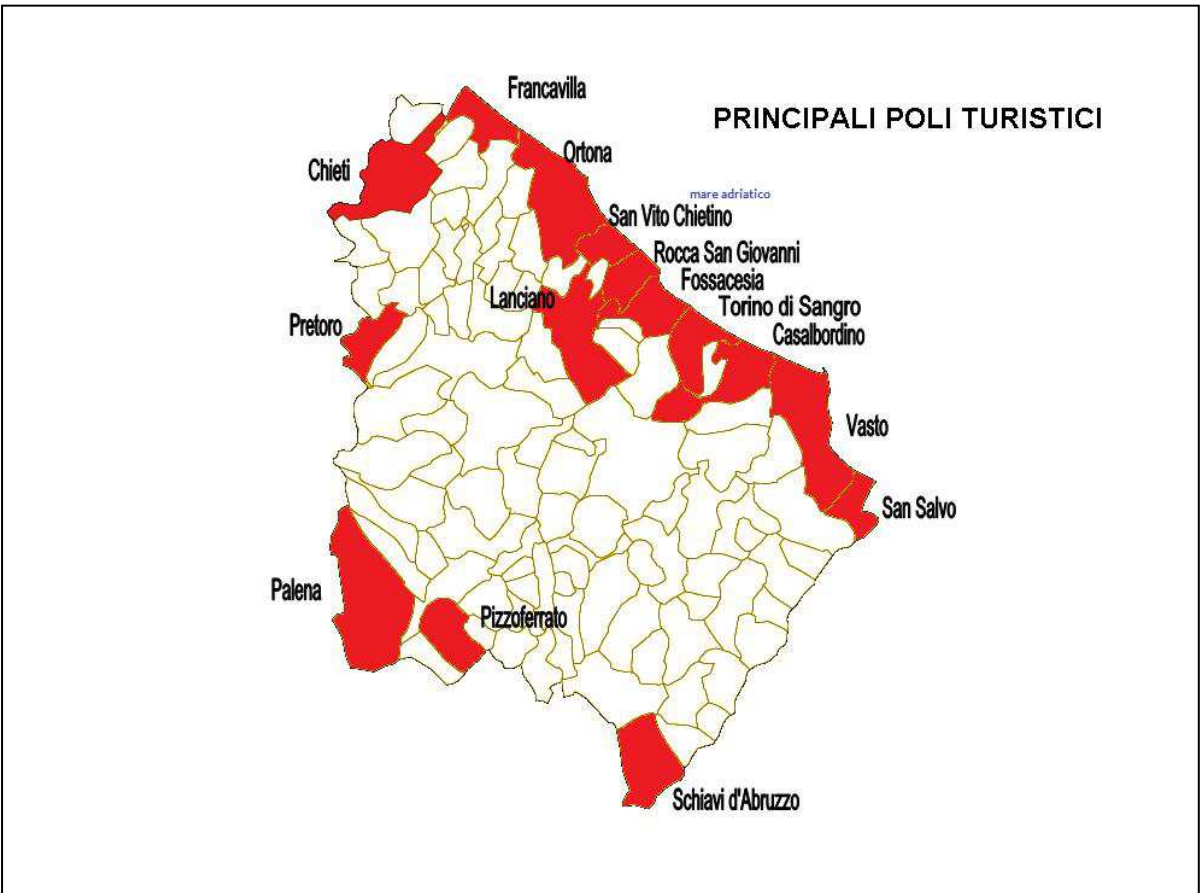 Francavilla
PRINCIPALI POLI TURISTICI
Ortona
Chieti
mare adriatico
San Vito Chietino
Rocca San Giovanni
Fossacesia
Lanciano
Torino di Sangro
Pretoro
Casalbordino
Vasto
San Salvo
Palena
Pizzoferrato
Schiavi d'Abruzzo